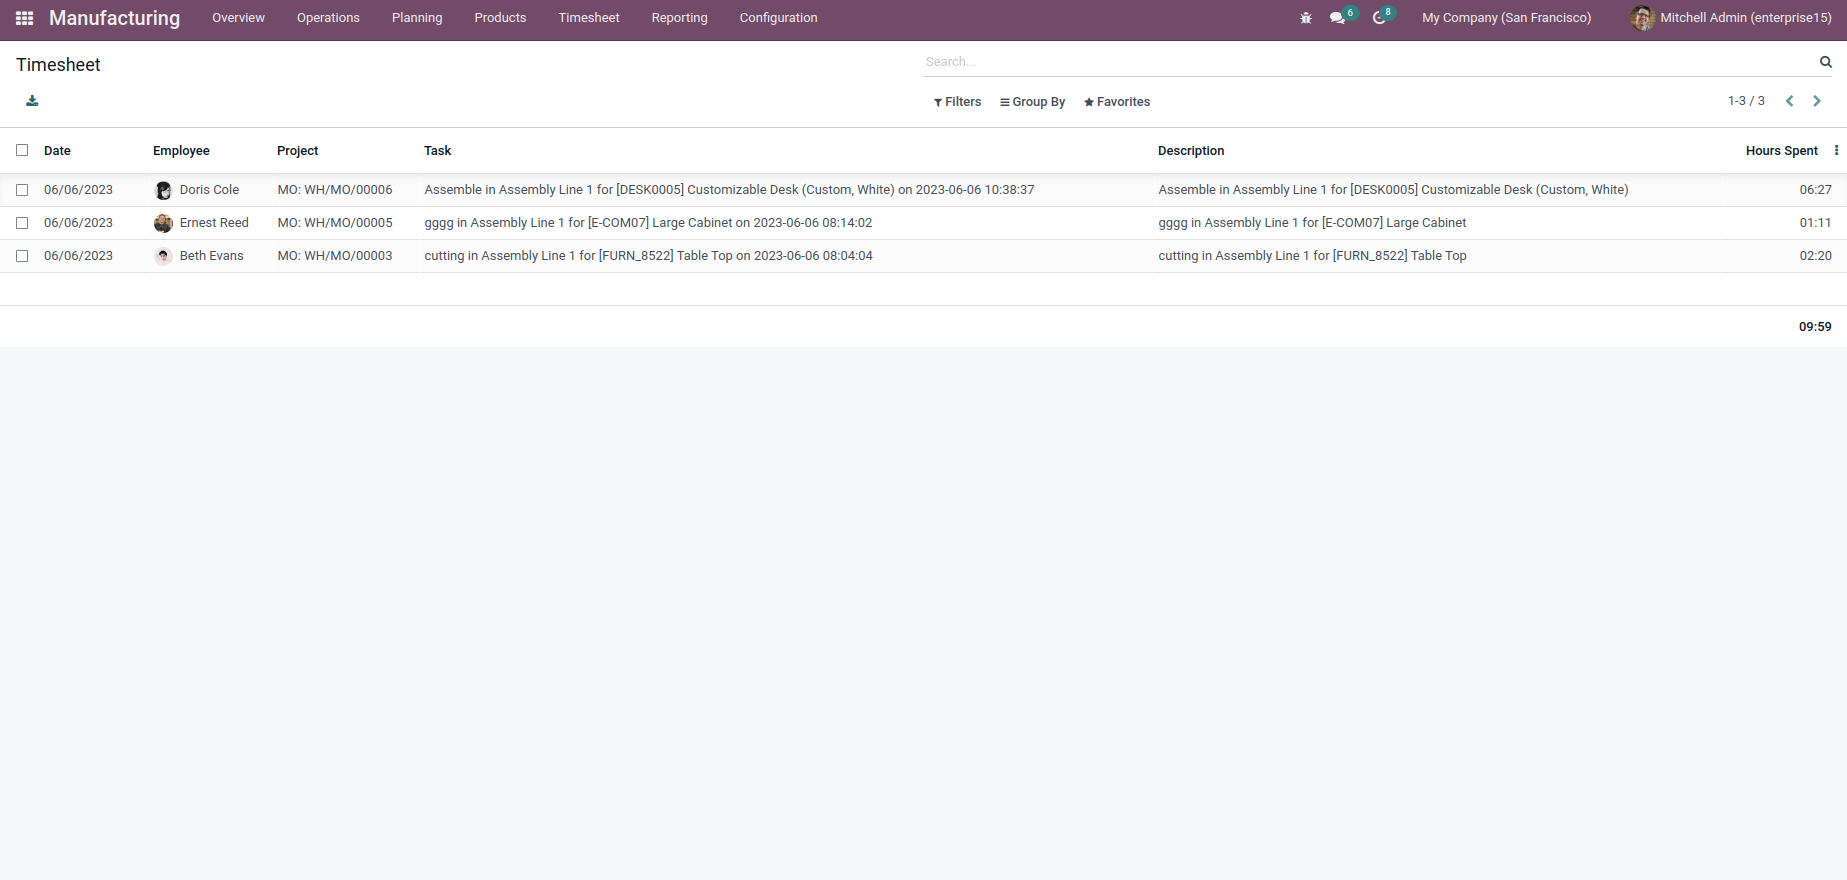 Manufacturing Overview Operations Planning Products Timesheet Reporting Configuration 6 8 My Company (San Francisco) Mitchell Admin (enterprise15)
Timesheet Search...
Filters Group By Favorites 1-3 / 3
Date Employee Project Task Description Hours Spent
06/06/2023 Doris Cole MO: WH/MO/00006 Assemble in Assembly Line 1 for [DESK0005] Customizable Desk (Custom, White) on 2023-06-06 10:38:37 Assemble in Assembly Line 1 for [DESK0005] Customizable Desk (Custom, White) 06:27
06/06/2023 Ernest Reed MO: WH/MO/00005 gggg in Assembly Line 1 for [E-COM07] Large Cabinet on 2023-06-06 08:14:02 gggg in Assembly Line 1 for [E-COM07] Large Cabinet 01:11
06/06/2023 Beth Evans MO: WH/MO/00003 cutting in Assembly Line 1 for [FURN_8522] Table Top on 2023-06-06 08:04:04 cutting in Assembly Line 1 for [FURN_8522] Table Top 02:20
09:59